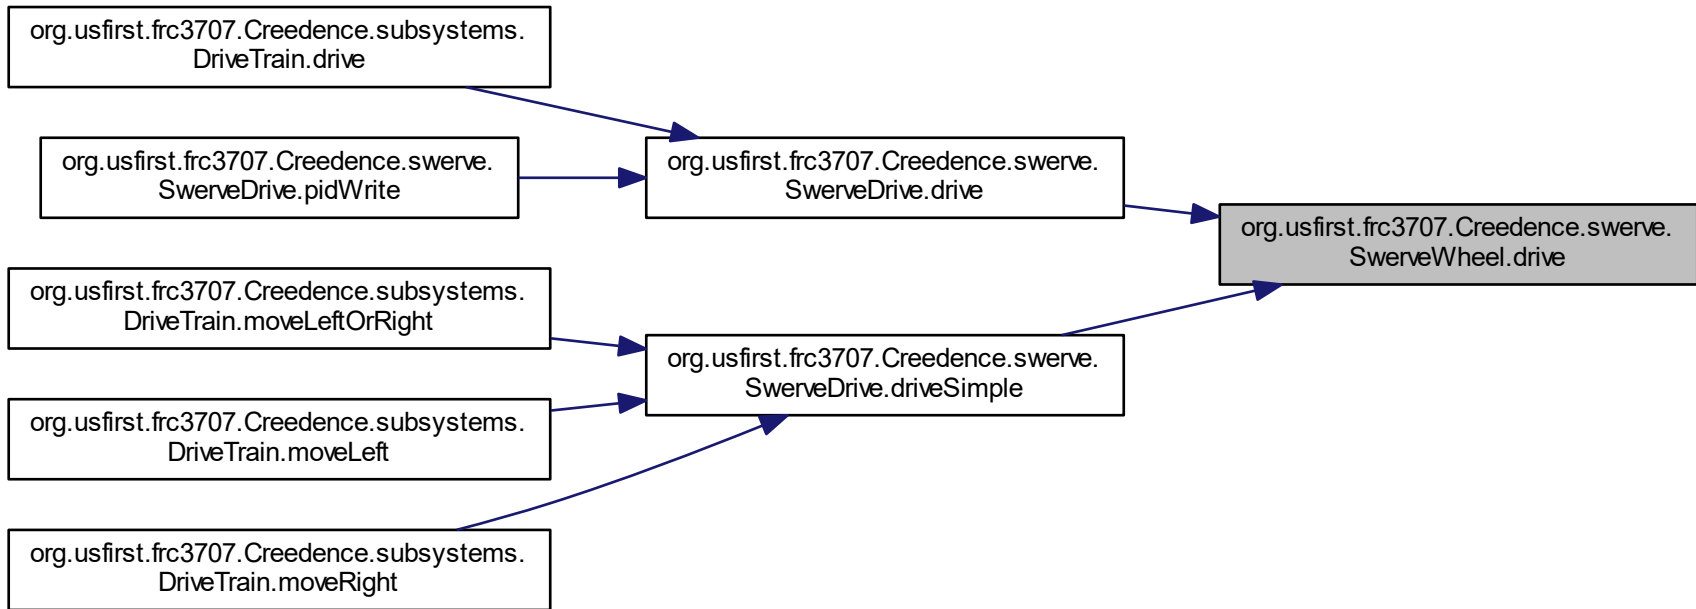 org.usfirst.frc3707.Creedence.subsystems.
DriveTrain.drive
org.usfirst.frc3707.Creedence.swerve.
SwerveDrive.pidWrite
org.usfirst.frc3707.Creedence.swerve.
SwerveDrive.drive
org.usfirst.frc3707.Creedence.swerve.
SwerveWheel.drive
org.usfirst.frc3707.Creedence.subsystems.
DriveTrain.moveLeftOrRight
org.usfirst.frc3707.Creedence.swerve.
SwerveDrive.driveSimple
org.usfirst.frc3707.Creedence.subsystems.
DriveTrain.moveLeft
org.usfirst.frc3707.Creedence.subsystems.
DriveTrain.moveRight